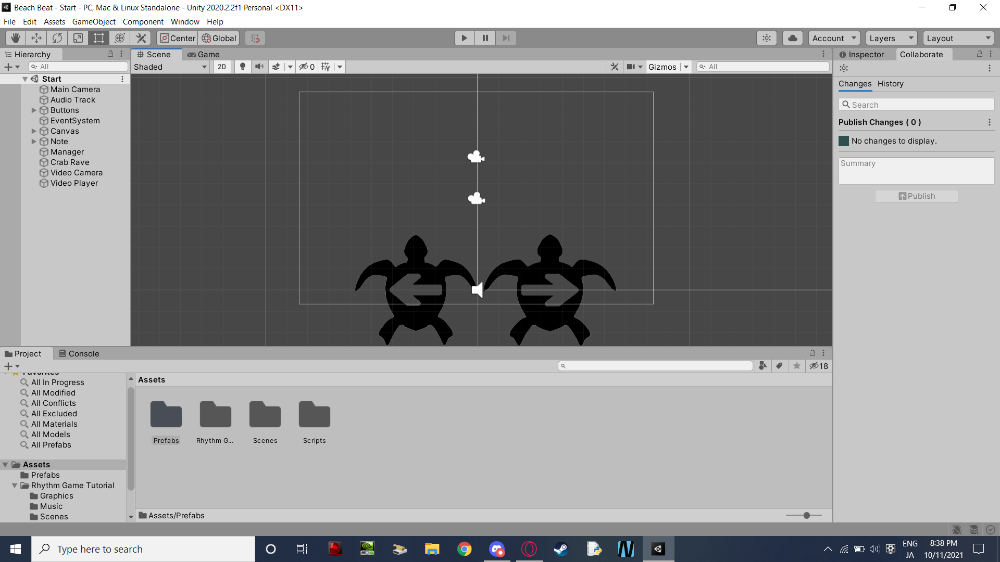 Beach Beat - Start - PC, Mac & Linux Standalone - Unity 2020.2.2f1 Personal <DX11>
File Edit Assets GameObject Component Window Help
Center Global Account Layers Layout
Hierarchy
All
Start
Main Camera
Audio Track
Buttons
EventSystem
Canvas
Note
Manager
Crab Rave
Video Camera
Video Player
Scene Game
Shaded 2D 0 Gizmos All
Inspector Collaborate
Changes History
Search
Publish Changes ( 0 )
No changes to display.
Summary
Publish
Project Console
18
Favorites
All In Progress
All Modified
All Conflicts
All Excluded
All Materials
All Models
All Prefabs
Assets
Prefabs
Rhythm Game Tutorial
Graphics
Music
Scenes
Assets
Prefabs Rhythm G... Scenes Scripts
Assets/Prefabs
Type here to search
ENG
JA
8:38 PM
10/11/2021